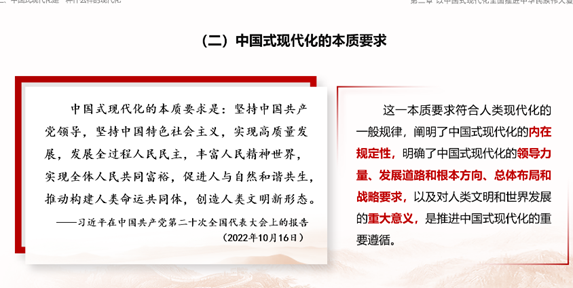 （二）中国式现代化的本质要求
中国式现代化的本质要求是：坚持中国共产
党领导，坚持中国特色社会主义，实现高质量发
展，发展全过程人民民主，丰富人民精神世界，
实现全体人民共同富裕，促进人与自然和谐共生，
推动构建人类命运共同体，创造人类文明新形态。
——习近平在中国共产党第二十次全国代表大会上的报告
（2022年10月16日）
这一本质要求符合人类现代化的
一般规律，阐明了中国式现代化的内在
规定性，明确了中国式现代化的领导力
量、发展道路和根本方向、总体布局和
战略要求，以及对人类文明和世界发展
的重大意义，是推进中国式现代化的重
要遵循。